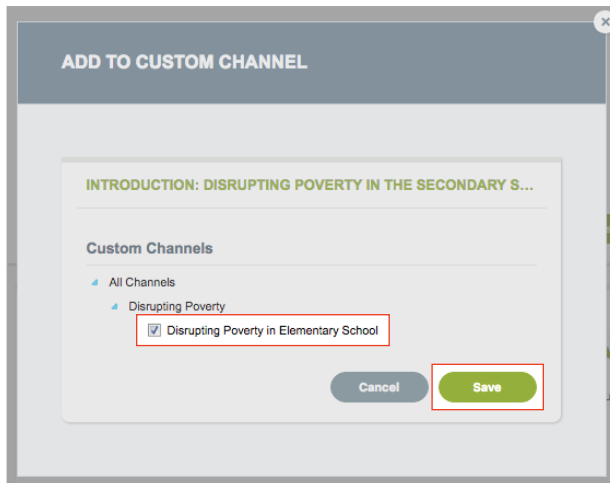 ADD TO CUSTOM CHANNEL
INTRODUCTION: DISRUPTING POVERTY IN THE SECONDARY S...
Custom Channels
All Channels
Disrupting Poverty
Disrupting Poverty in Elementary School
Cancel Save